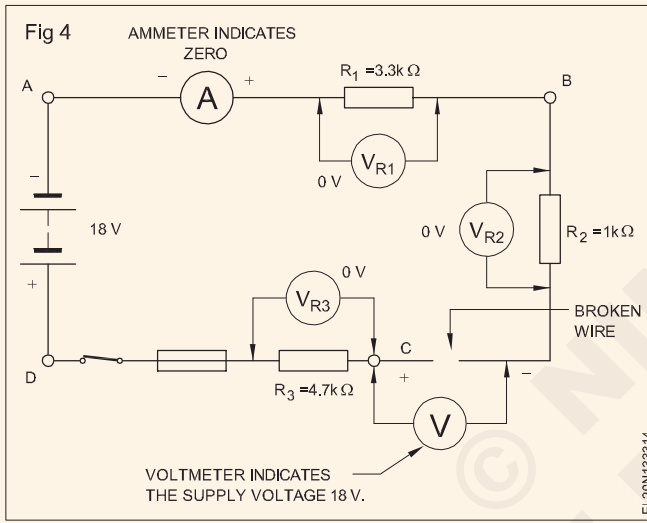 Fig 4
AMMETER INDICATES
ZERO
A
−
A
+
R1 =3.3k Ω
B
VR1
0 V
−
18 V
+
0 V
VR2
R2 =1k Ω
0 V
VR3
BROKEN
WIRE
D
C
R3 =4.7k Ω
+
−
V
VOLTMETER INDICATES
THE SUPPLY VOLTAGE 18 V.
©